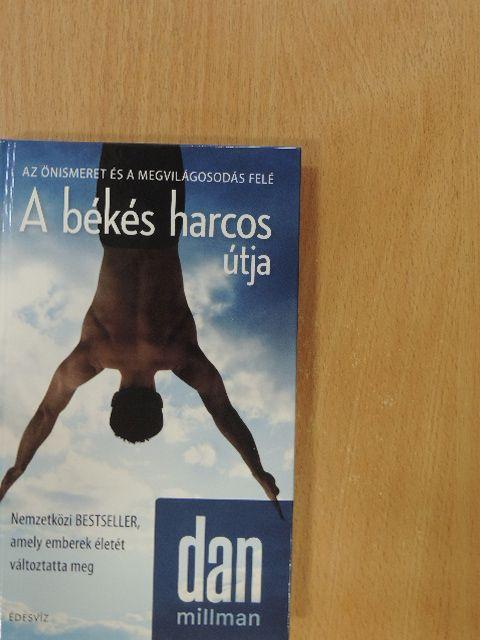 AZ ÖNISMERET ÉS A MEGVILÁGOSODÁS FELÉ
A békés harcos
útja
Nemzetközi BESTSELLER,
amely emberek életét
változtatta meg
dan
millman
ÉDESVÍZ